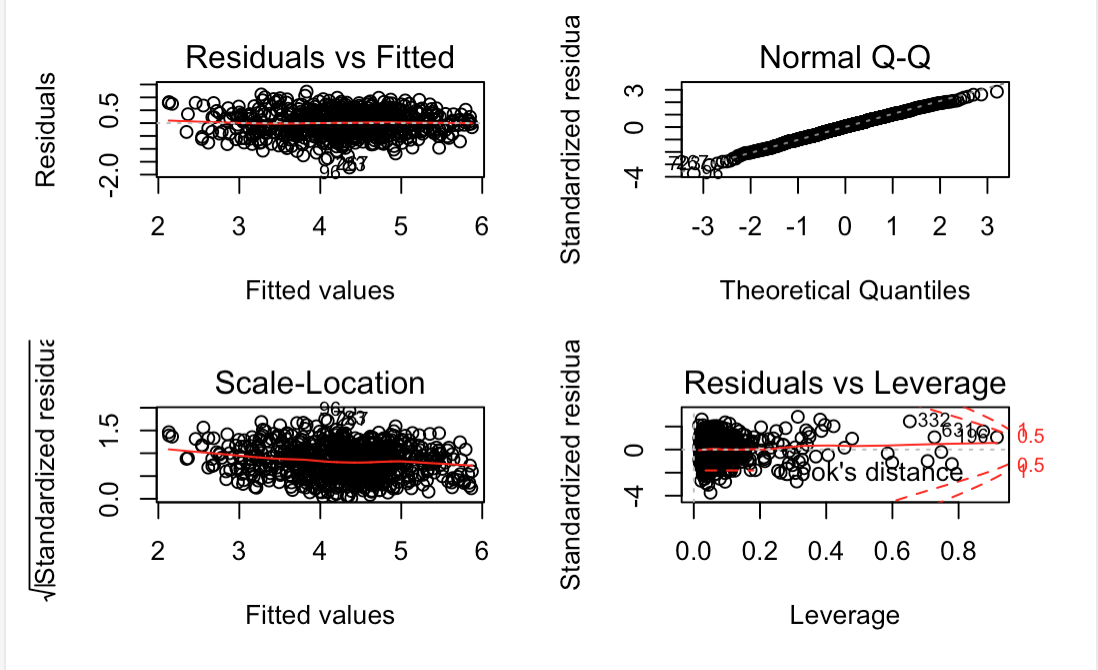 Residuals vs Fitted
Residuals
0.5
-2.0
2 3 4 5 6
Fitted values
Normal Q-Q
Standardized residua
3
0
-4
-3 -2 -1 0 1 2 3
Theoretical Quantiles
Scale-Location
√|Standardized residua
1.5
0.0
2 3 4 5 6
Fitted values
Residuals vs Leverage
Standardized residua
0
-4
332
0.5
0.5
distance
0.0 0.2 0.4 0.6 0.8
Leverage